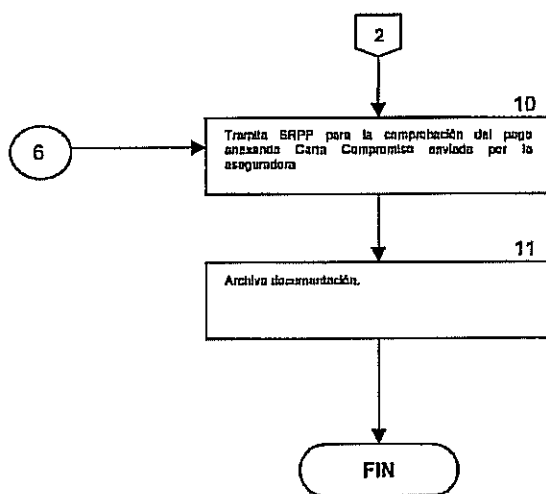 2
10
6
Tramita SRPP para la comprobación del pago
anexando Carta Compromiso enviada por la
aseguradora
11
Archiva documentación.
FIN